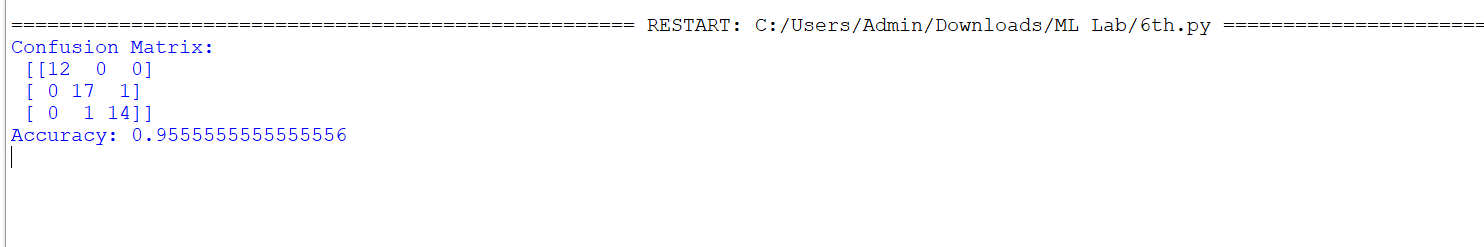 ==================================================== RESTART: C:/Users/Admin/Downloads/ML Lab/6th.py ======================
Confusion Matrix:
 [[12  0  0]
 [ 0 17  1]
 [ 0  1 14]]
Accuracy: 0.9555555555555556